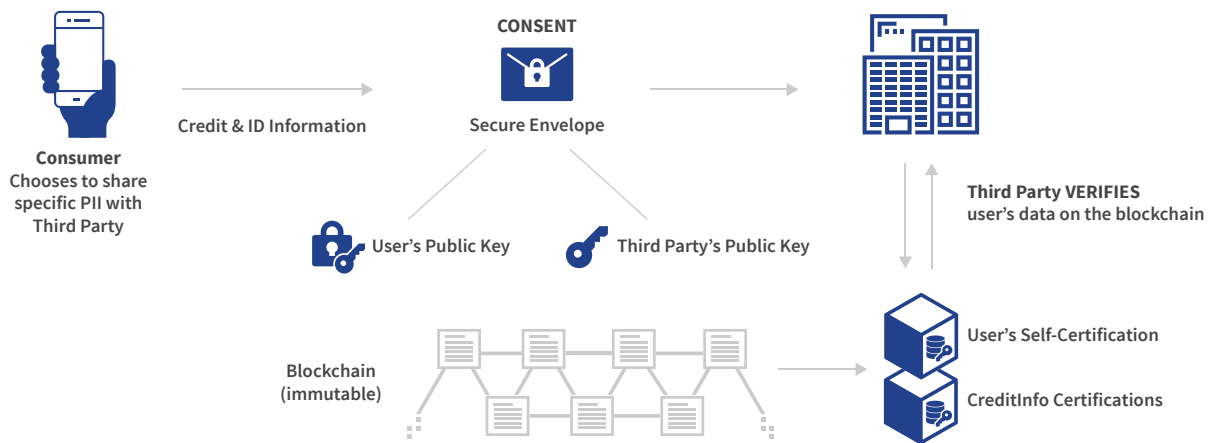 CONSENT
Credit & ID Information
Secure Envelope
Consumer
Chooses to share
specific PII with
Third Party
Third Party VERIFIES
user’s data on the blockchain
User’s Public Key
Third Party’s Public Key
Blockchain
(immutable)
User’s Self-Certification
CreditInfo Certifications